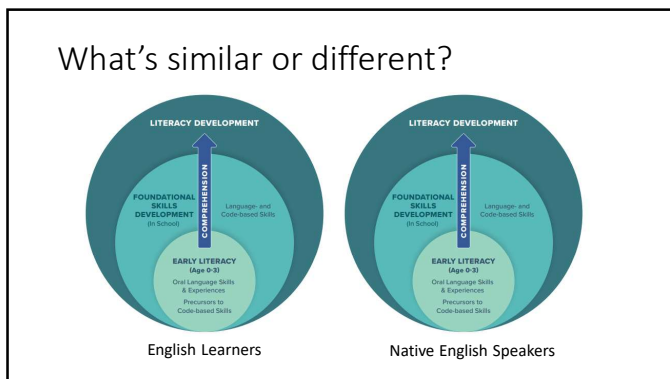 What's similar or different?
LITERACY DEVELOPMENT
COMPREHENSION
FOUNDATIONAL
SKILLS
DEVELOPMENT
(In School)
Language- and
Code-based Skills
EARLY LITERACY
(Age 0-3)
Oral Language Skills
& Experiences
Precursors to
Code-based Skills
English Learners
LITERACY DEVELOPMENT
COMPREHENSION
FOUNDATIONAL
SKILLS
DEVELOPMENT
(In School)
Language- and
Code-based Skills
EARLY LITERACY
(Age 0-3)
Oral Language Skills
& Experiences
Precursors to
Code-based Skills
Native English Speakers